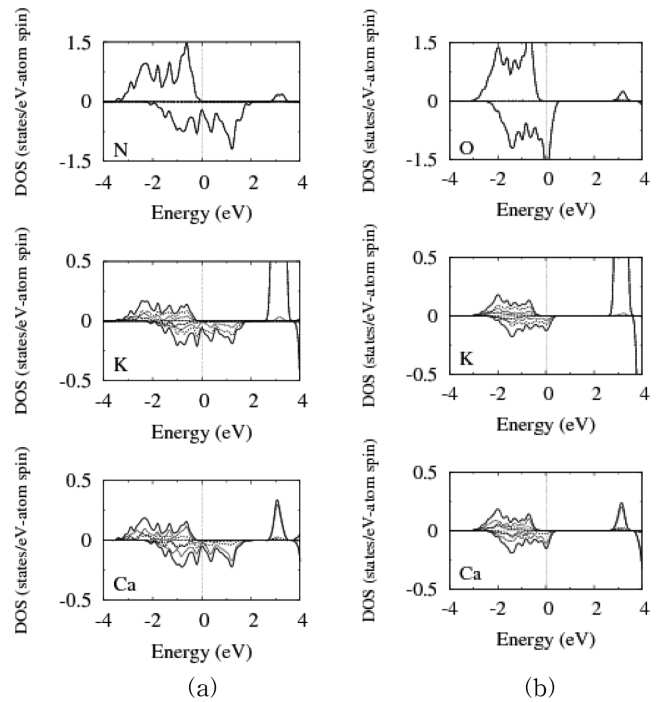 DOS (states/eV-atom spin)
1.5
0
-1.5
N
-4 -2 0 2 4
Energy (eV)
DOS (states/eV-atom spin)
0.5
0
-0.5
K
-4 -2 0 2 4
Energy (eV)
DOS (states/eV-atom spin)
0.5
0
-0.5
Ca
-4 -2 0 2 4
Energy (eV)
(a)
DOS (states/eV-atom spin)
1.5
0
-1.5
O
-4 -2 0 2 4
Energy (eV)
DOS (states/eV-atom spin)
0.5
0
-0.5
K
-4 -2 0 2 4
Energy (eV)
DOS (states/eV-atom spin)
0.5
0
-0.5
Ca
-4 -2 0 2 4
Energy (eV)
(b)